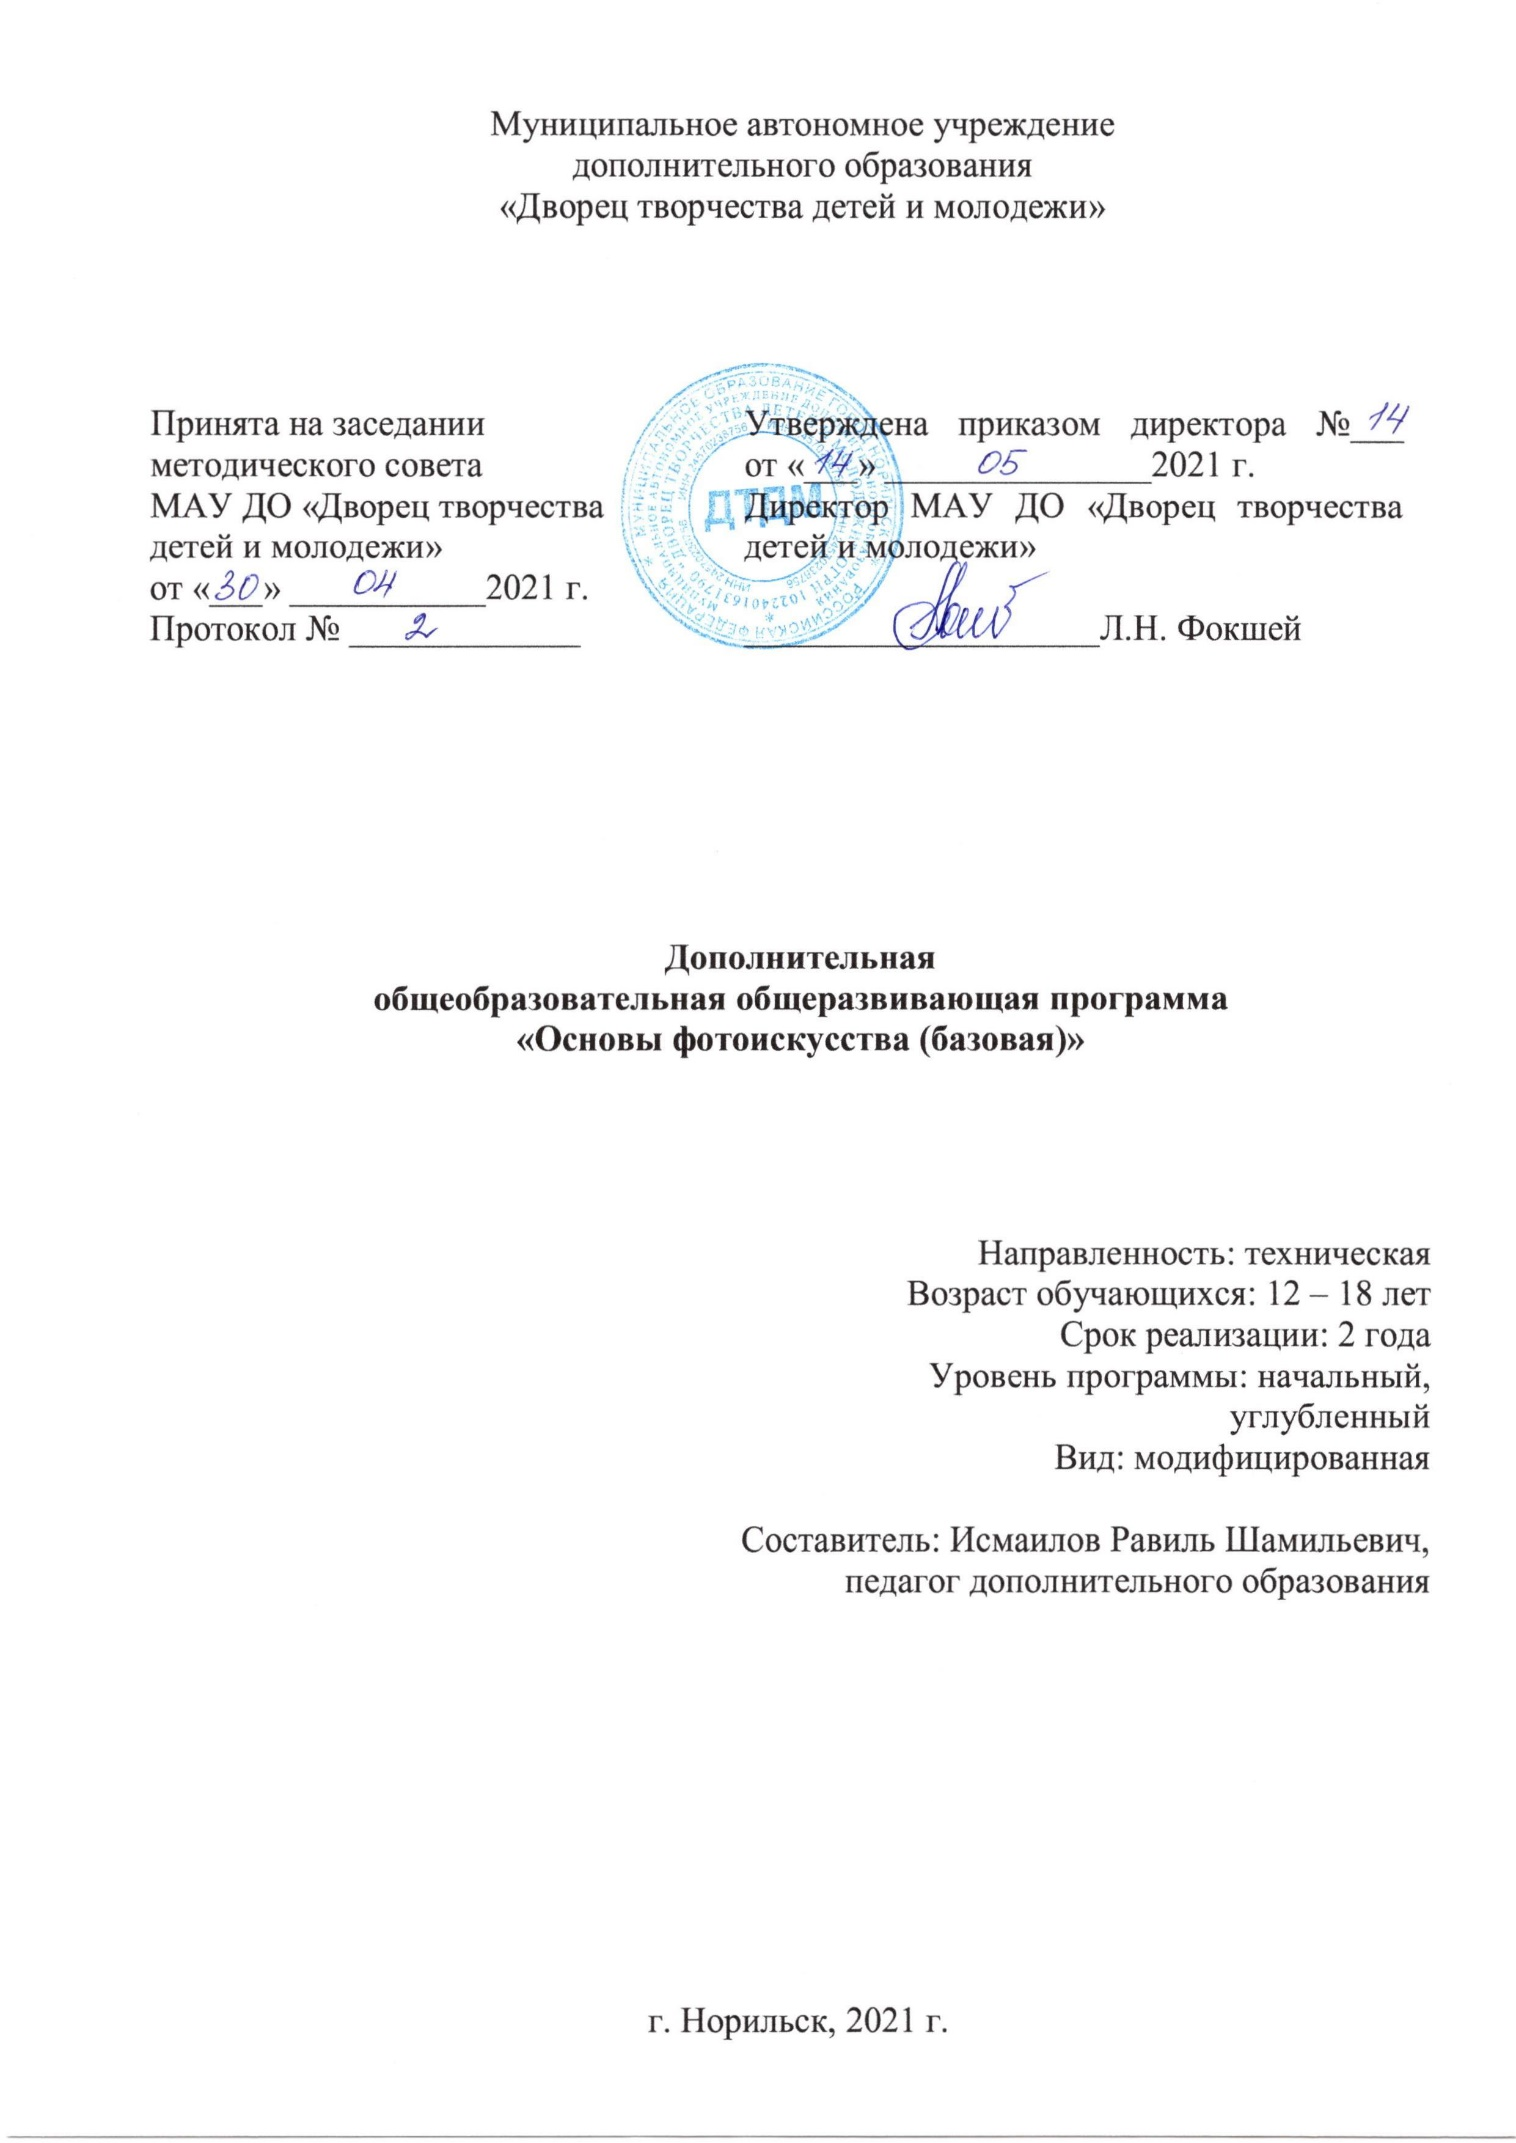 Муниципальное автономное учреждение
дополнительного образования
«Дворец творчества детей и молодежи»
Принята на заседании
методического совета
МАУ ДО «Дворец творчества
детей и молодежи»
от «30» 04 2021 г.
Протокол № 2
Утверждена приказом директора № 14
от «14» 05 2021 г.
Директор МАУ ДО «Дворец творчества
детей и молодежи»
Л.Н. Фокшей
ДТДМ
Дополнительная
общеобразовательная общеразвивающая программа
«Основы фотоискусства (базовая)»
Направленность: техническая
Возраст обучающихся: 12 – 18 лет
Срок реализации: 2 года
Уровень программы: начальный,
углубленный
Вид: модифицированная
Составитель: Исмаилов Равиль Шамильевич,
педагог дополнительного образования
г. Норильск, 2021 г.